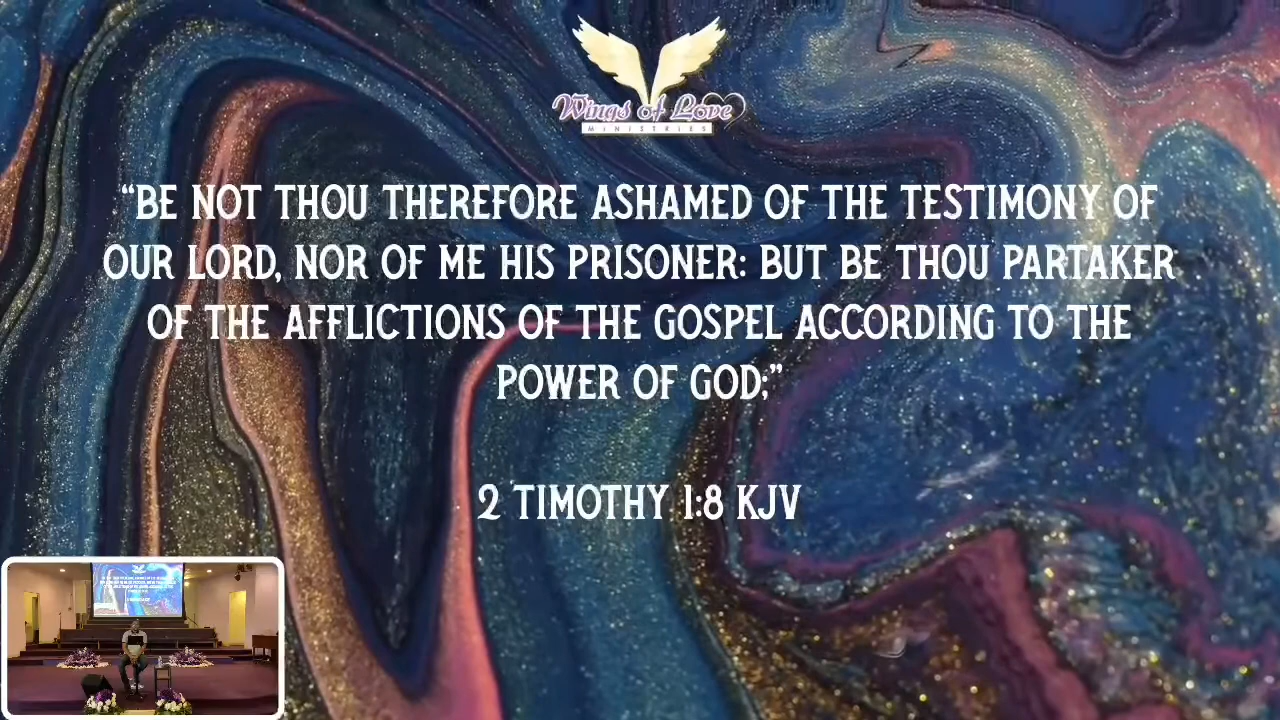 Wings of Love
MINISTRIES
“BE NOT THOU THEREFORE ASHAMED OF THE TESTIMONY OF
OUR LORD, NOR OF ME HIS PRISONER: BUT BE THOU PARTAKER
OF THE AFFLICTIONS OF THE GOSPEL ACCORDING TO THE
POWER OF GOD;”
2 TIMOTHY 1:8 KJV